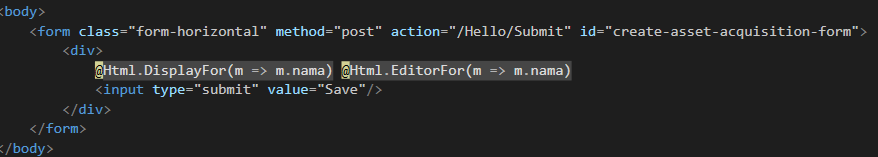 <body>
<form class="form-horizontal" method="post" action="/Hello/Submit" id="create-asset-acquisition-form">
<div>
@Html.DisplayFor(m => m.nama) @Html.EditorFor(m => m.nama)
<input type="submit" value="Save"/>
</div>
</form>
</body>